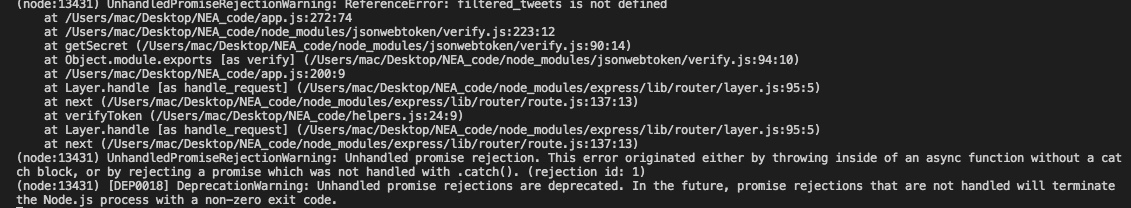 (node:13431) UnhandledPromiseRejectionWarning: ReferenceError: filtered_tweets is not defined
    at /Users/mac/Desktop/NEA_code/app.js:272:74
    at /Users/mac/Desktop/NEA_code/node_modules/jsonwebtoken/verify.js:223:12
    at getSecret (/Users/mac/Desktop/NEA_code/node_modules/jsonwebtoken/verify.js:90:14)
    at Object.module.exports [as verify] (/Users/mac/Desktop/NEA_code/node_modules/jsonwebtoken/verify.js:94:10)
    at /Users/mac/Desktop/NEA_code/app.js:200:9
    at Layer.handle [as handle_request] (/Users/mac/Desktop/NEA_code/node_modules/express/lib/router/layer.js:95:5)
    at next (/Users/mac/Desktop/NEA_code/node_modules/express/lib/router/route.js:137:13)
    at verifyToken (/Users/mac/Desktop/NEA_code/helpers.js:24:9)
    at Layer.handle [as handle_request] (/Users/mac/Desktop/NEA_code/node_modules/express/lib/router/layer.js:95:5)
    at next (/Users/mac/Desktop/NEA_code/node_modules/express/lib/router/route.js:137:13)
(node:13431) UnhandledPromiseRejectionWarning: Unhandled promise rejection. This error originated either by throwing inside of an async function without a cat
ch block, or by rejecting a promise which was not handled with .catch(). (rejection id: 1)
(node:13431) [DEP0018] DeprecationWarning: Unhandled promise rejections are deprecated. In the future, promise rejections that are not handled will terminate
the Node.js process with a non-zero exit code.